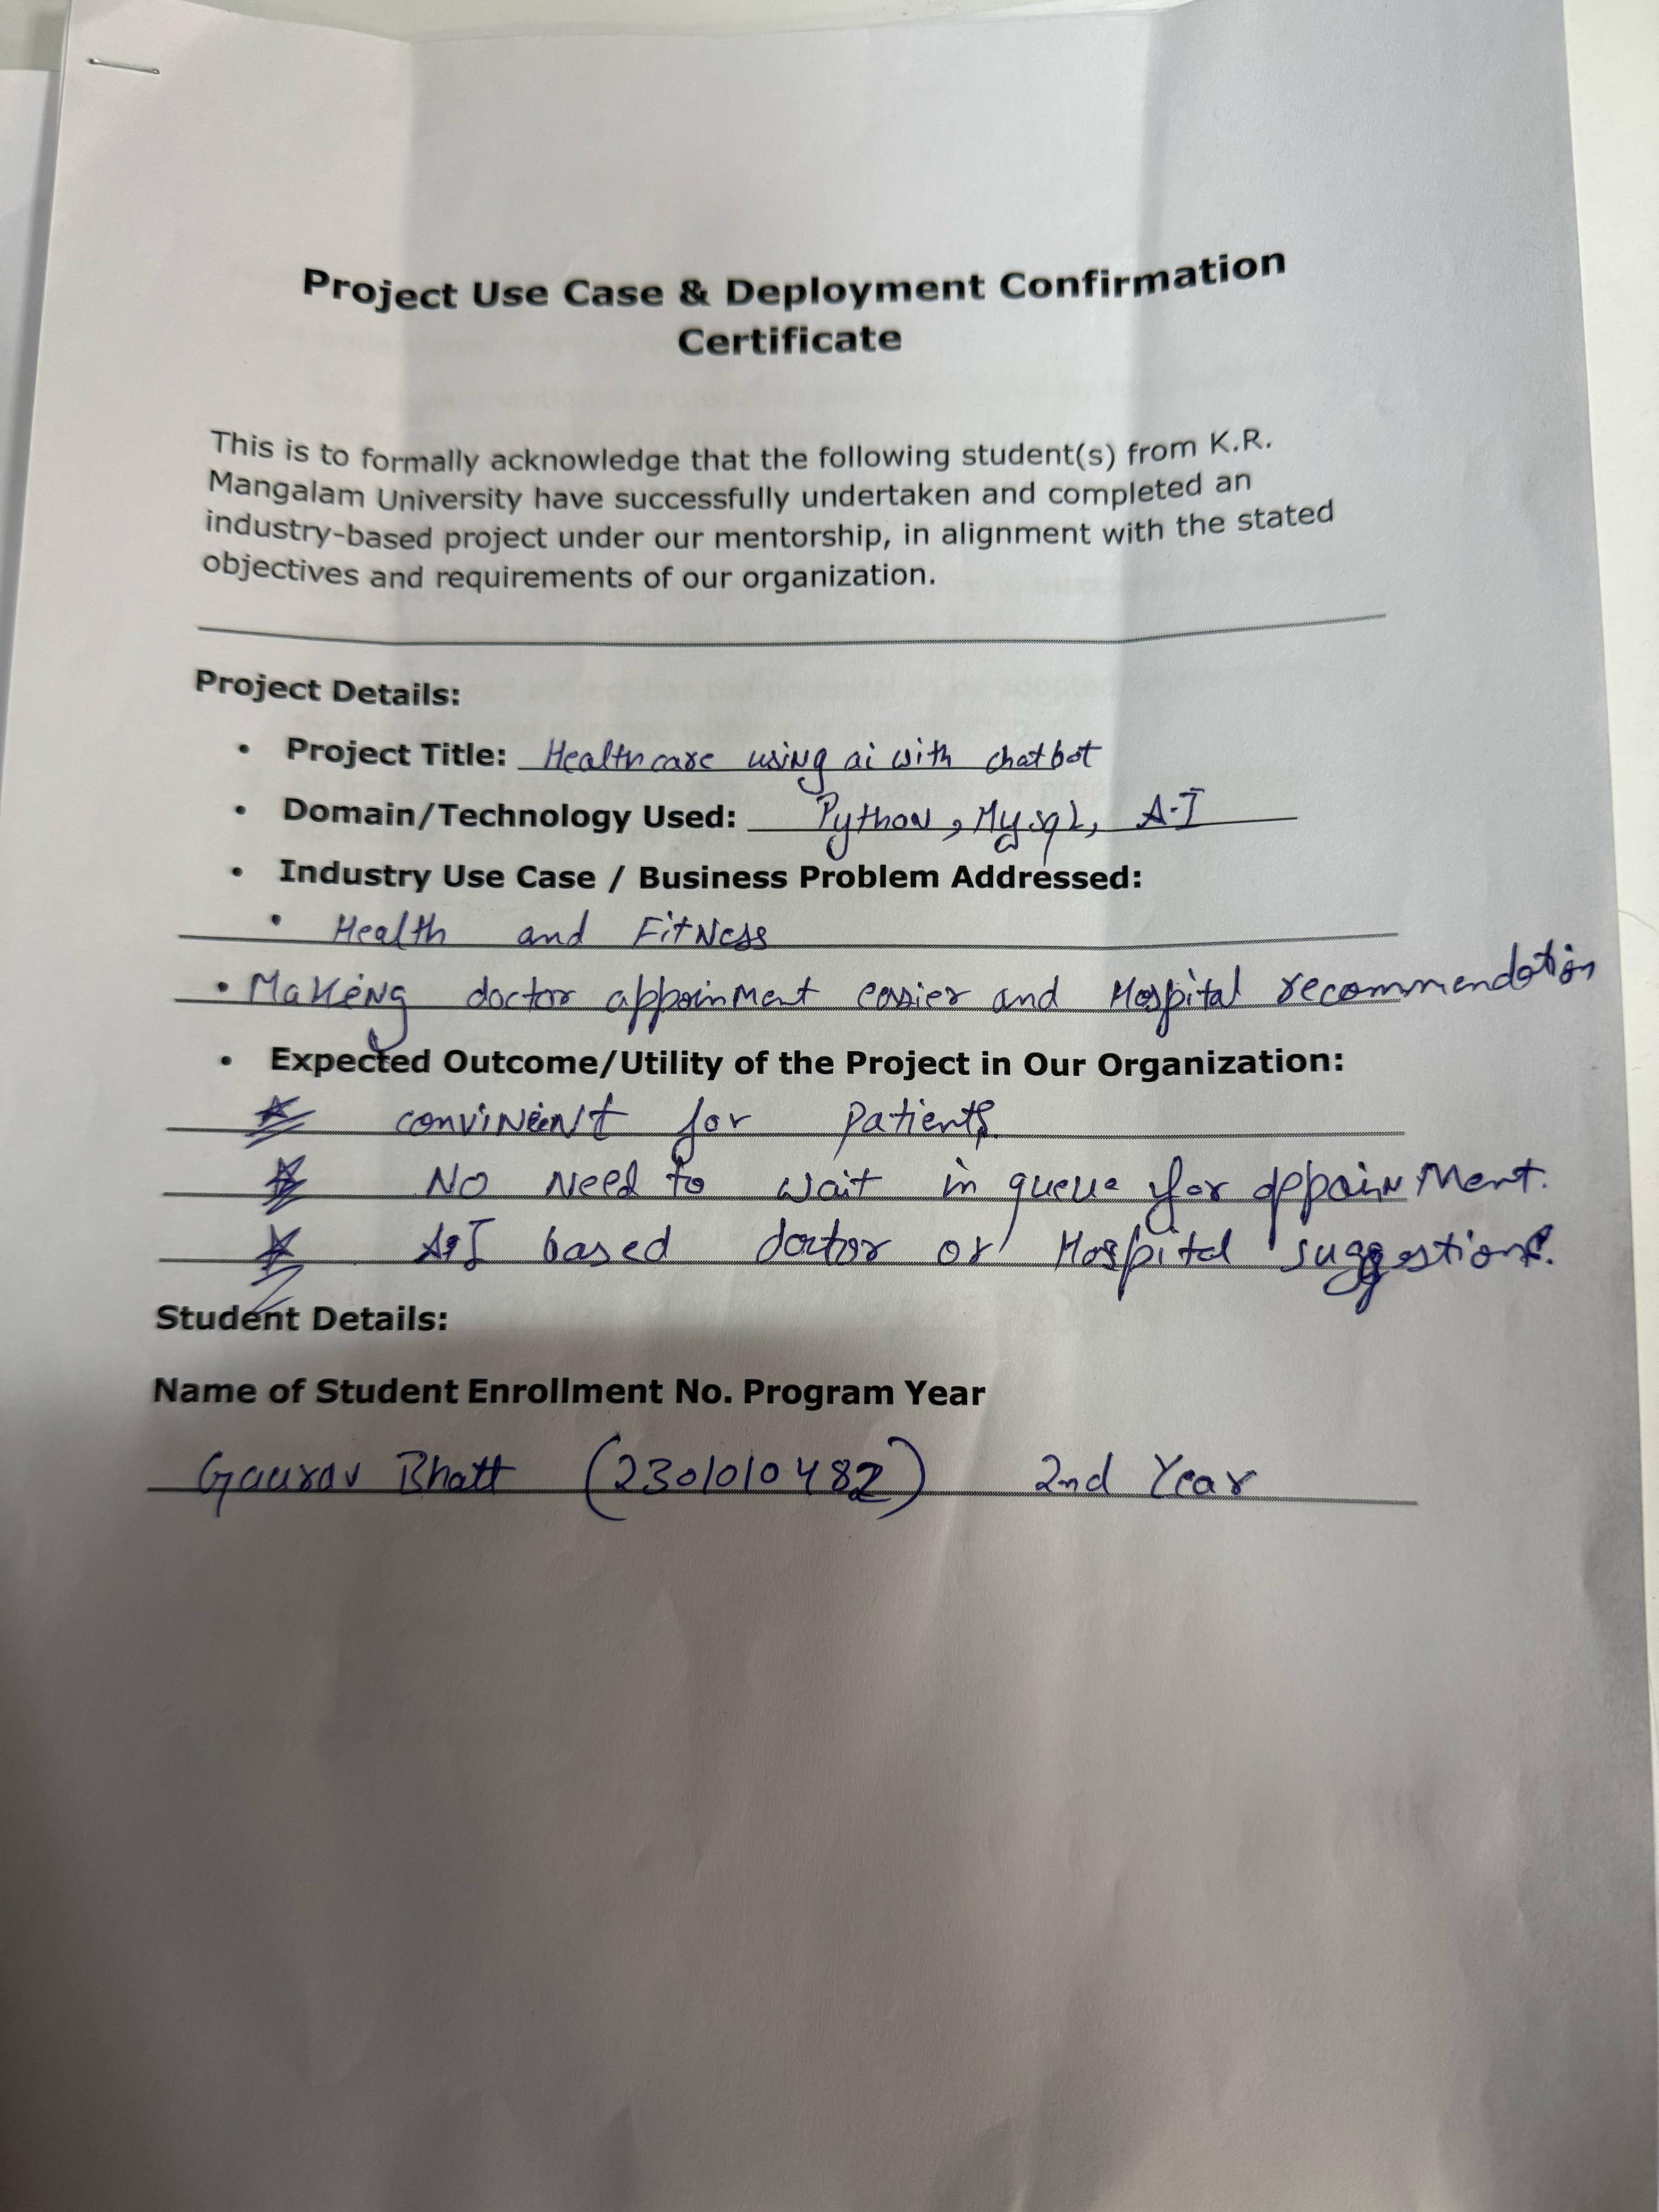 Project Use Case & Deployment Confirmation
Certificate
This is to formally acknowledge that the following student(s) from K.R.
Mangalam University have successfully undertaken and completed an
industry-based project under our mentorship, in alignment with the stated
objectives and requirements of our organization.
Project Details:
• Project Title: Healthcare using ai with chatbot
• Domain/Technology Used: Python, Mysql, A.I
• Industry Use Case / Business Problem Addressed:
• Health and Fitness
• Making doctor appoinment easier and Hospital recommendation
• Expected Outcome/Utility of the Project in Our Organization:
convinient for patients.
No need to wait in queue for appoinment.
A.I based doctor or Hospital suggestions.
Student Details:
Name of Student Enrollment No. Program Year
Gaurav Bhatt (2301010482) 2nd Year